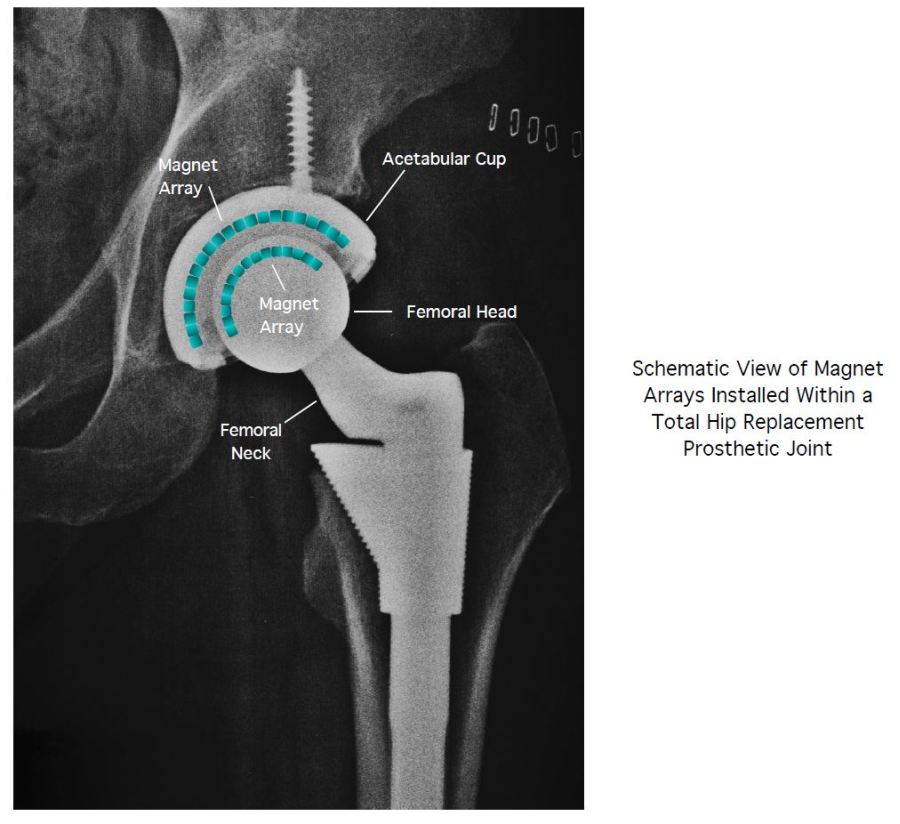 Magnet
Array
Acetabular Cup
Magnet
Array
Femoral Head
Femoral
Neck
Schematic View of Magnet
Arrays Installed Within a
Total Hip Replacement
Prosthetic Joint